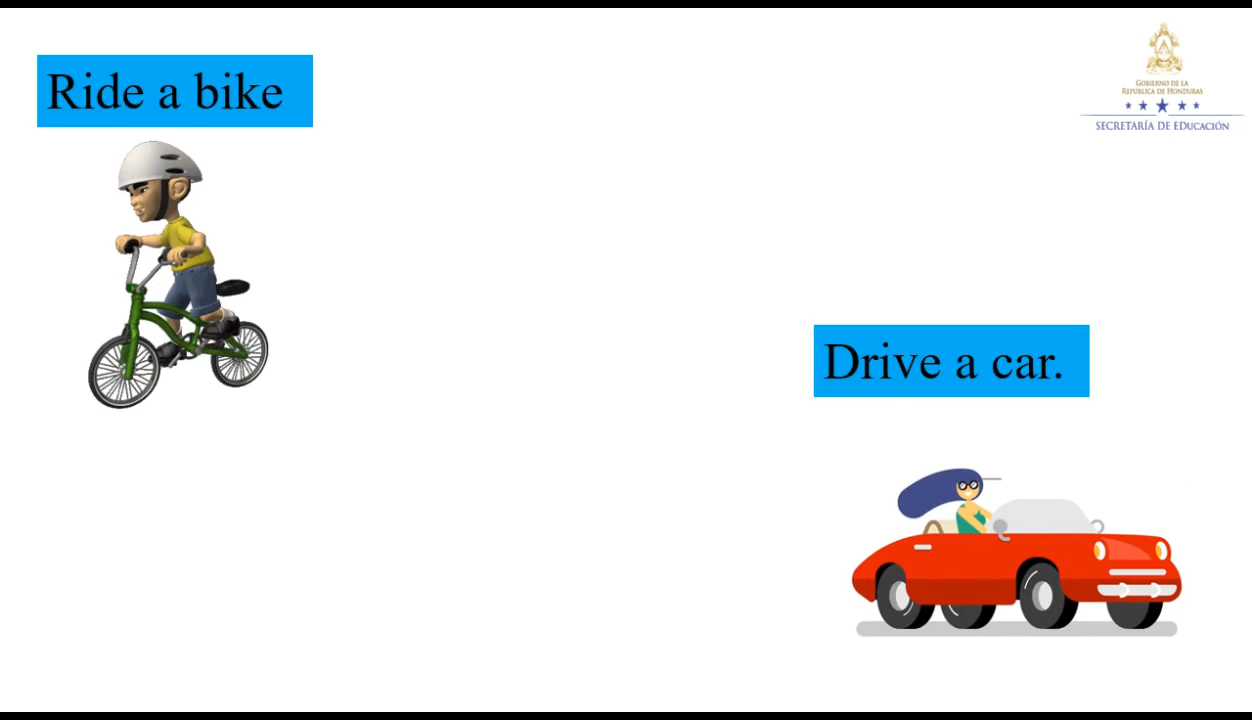 Ride a bike
GOBIERNO DE LA
REPÚBLICA DE HONDURAS
SECRETARÍA DE EDUCACIÓN
Drive a car.